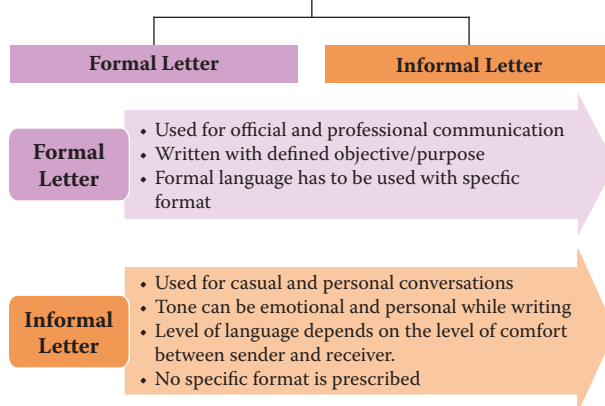 Formal Letter
Informal Letter
Formal
Letter
⬥ Used for official and professional communication
⬥ Written with defined objective/purpose
⬥ Formal language has to be used with specfic
format
Informal
Letter
⬥ Used for casual and personal conversations
⬥ Tone can be emotional and personal while writing
⬥ Level of language depends on the level of comfort
between sender and receiver.
⬥ No specific format is prescribed